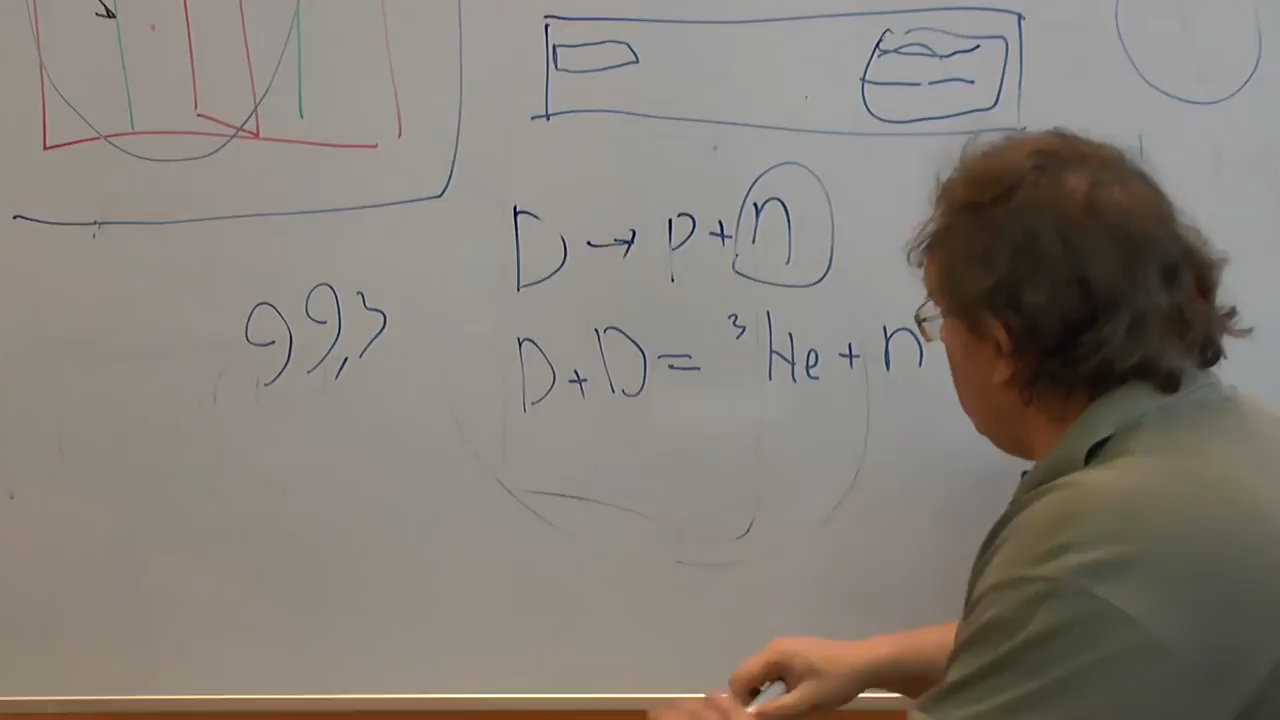 D → p + n
99,3
D + D = ³He + n